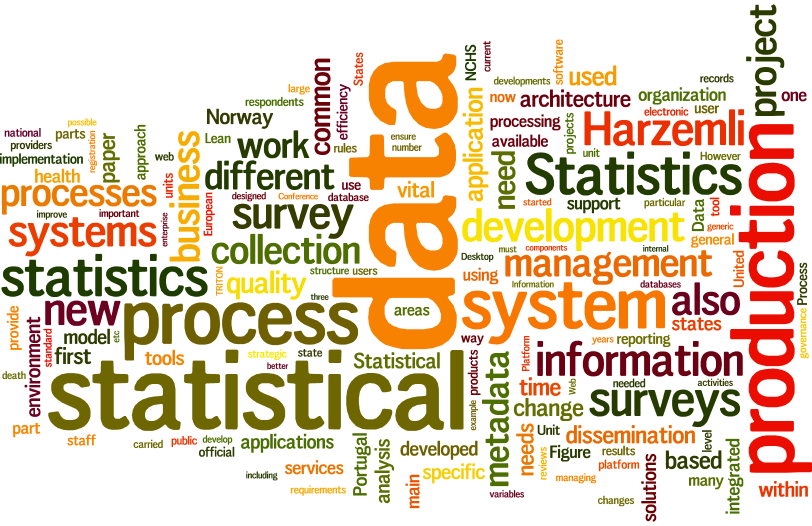 data
statistical
production
process
system
Statistics
statistics
Harzemli
information
surveys
survey
management
development
systems
processes
business
collection
different
work
new
quality
also
project
metadata
common
architecture
application
need
used
organization
one
user
records
electronic
However
unit
projects
software
developments
current
NCHS
States
large
respondents
efficiency
rules
Norway
Lean
ensure
number
vital
use
database
designed
Conference
European
units
web
approach
paper
possible
parts
registration
national
providers
implementation
health
improve
important
enterprise
now
processing
available
started
support
particular
Data
tool
generic
general
must
components
internal
Desktop
using
Information
databases
United
Process
governance
structure
users
TRITON
three
areas
provide
environment
standard
model
etc
first
death
tools
strategic
state
better
Statistical
way
products
example
Platform
years
reporting
states
time
Web
needed
activities
change
needs
Unit
dissemination
level
Figure
results
reviews
platform
managing
based
many
integrated
solutions
changes
within
part
staff
carried
public
develop
official
applications
including
services
requirements
Portugal
analysis
developed
main
specific
variables